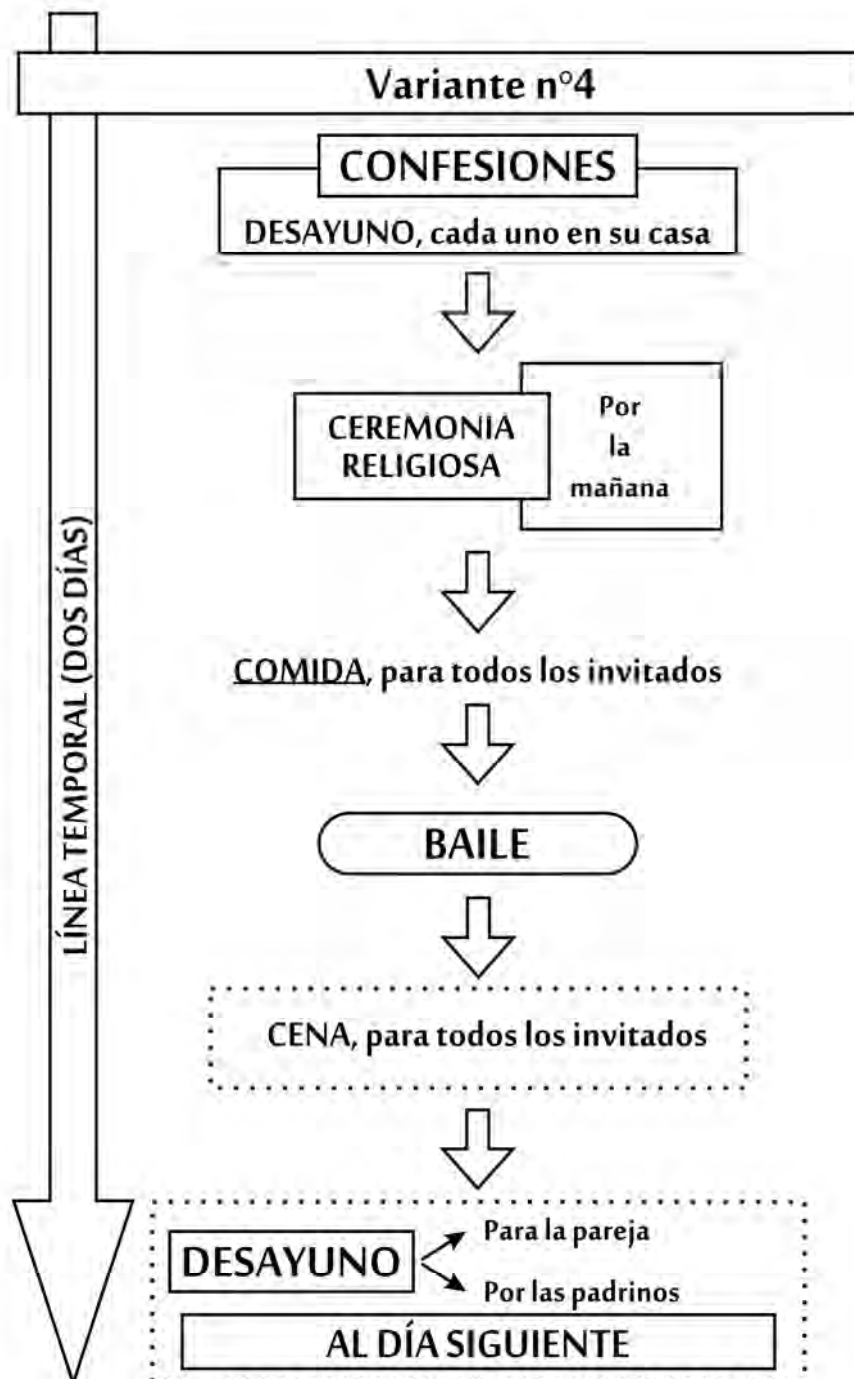 Variante nº4
CONFESIONES
DESAYUNO, cada uno en su casa
CEREMONIA
RELIGIOSA
Por
la
mañana
COMIDA, para todos los invitados
BAILE
CENA, para todos los invitados
DESAYUNO
Para la pareja
Por las padrinos
AL DÍA SIGUIENTE
LÍNEA TEMPORAL (DOS DÍAS)